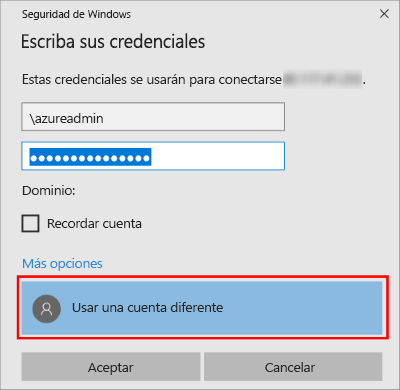 Seguridad de Windows
Escriba sus credenciales
Estas credenciales se usarán para conectarse .
\azureadmin
●●●●●●●●●●●●●●●
Dominio:
Recordar cuenta
Más opciones
Usar una cuenta diferente
Aceptar
Cancelar